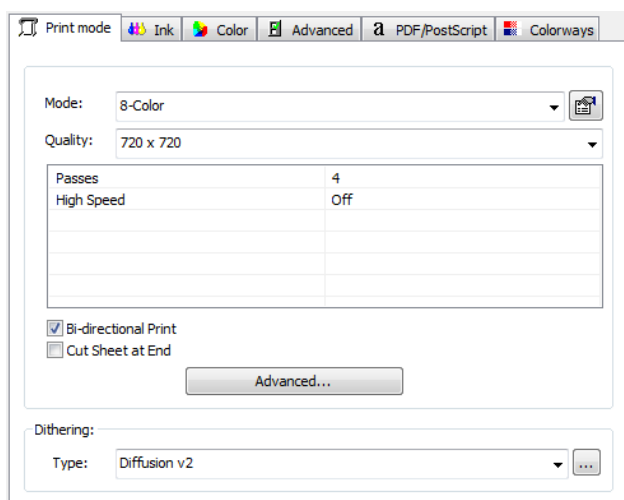 Print mode Ink Color Advanced a PDF/PostScript Colorways
Mode: 8-Color
Quality: 720 x 720
Passes 4
High Speed Off
Bi-directional Print
Cut Sheet at End
Advanced...
Dithering:
Type: Diffusion v2 ...